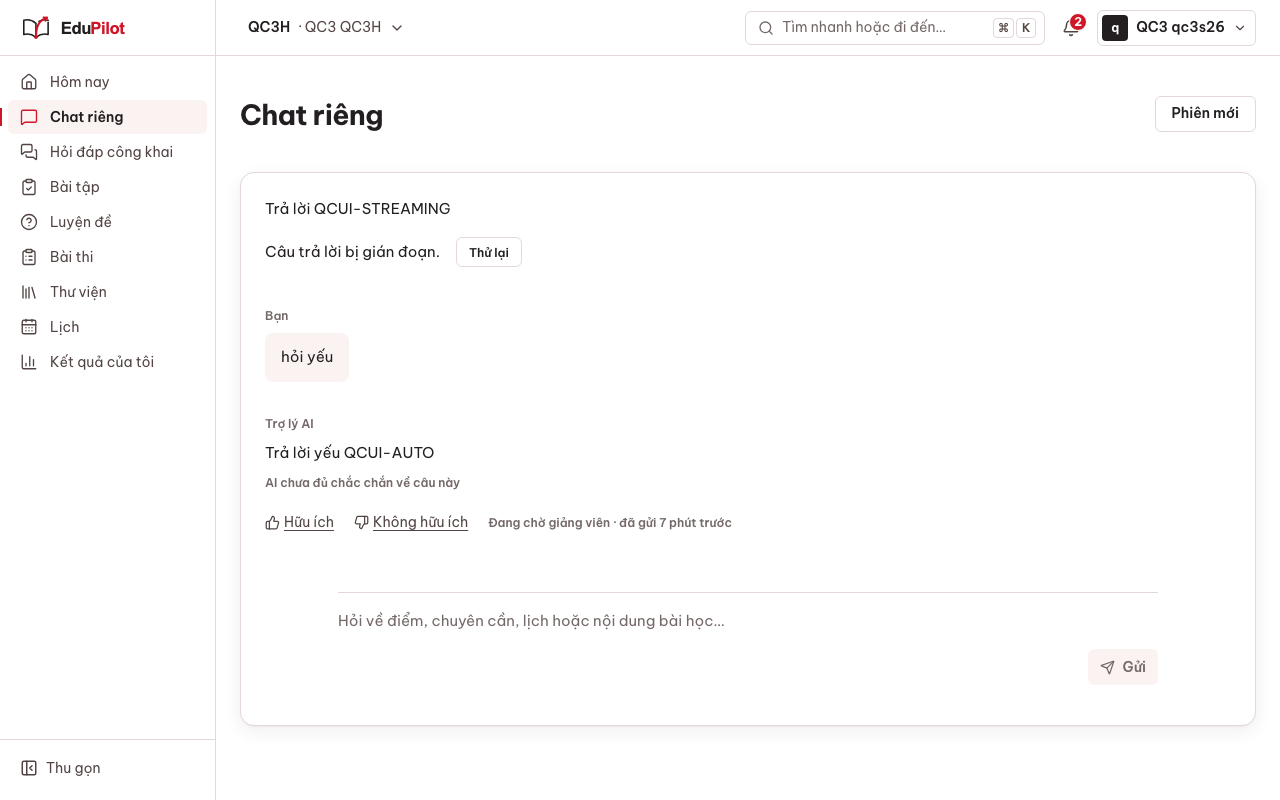 EduPilot
QC3H · QC3 QC3H
Tìm nhanh hoặc đi đến...
⌘ K
2
q QC3 qc3s26
Hôm nay
Chat riêng
Hỏi đáp công khai
Bài tập
Luyện đề
Bài thi
Thư viện
Lịch
Kết quả của tôi
Thu gọn
Chat riêng
Phiên mới
Trả lời QCUI-STREAMING
Câu trả lời bị gián đoạn. Thử lại
Bạn
hỏi yếu
Trợ lý AI
Trả lời yếu QCUI-AUTO
AI chưa đủ chắc chắn về câu này
Hữu ích Không hữu ích Đang chờ giảng viên · đã gửi 7 phút trước
Hỏi về điểm, chuyên cần, lịch hoặc nội dung bài học...
Gửi